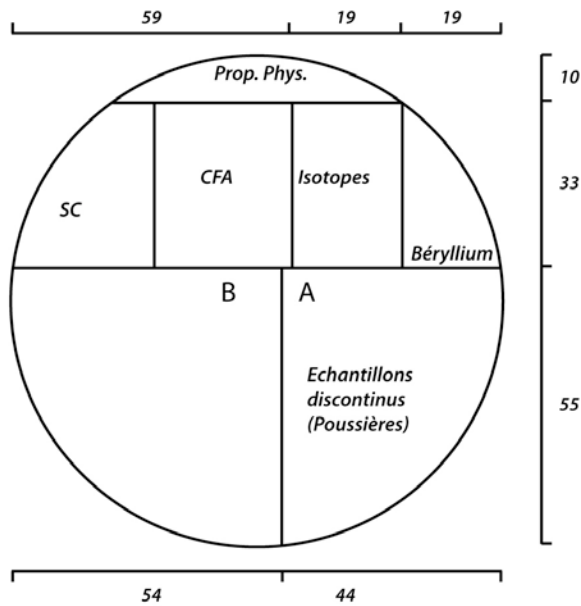 59 19 19
Prop. Phys.
10
CFA Isotopes
33
SC
Béryllium
B A
Echantillons
discontinus
(Poussières)
55
54 44